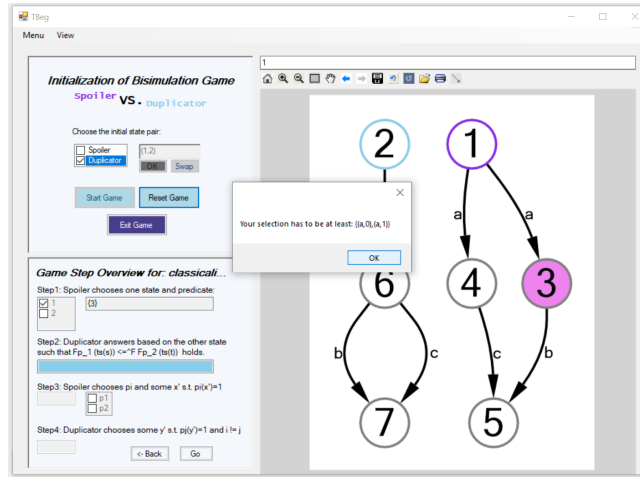 TBeg
Menu View
Initialization of Bisimulation Game
Spoiler VS. Duplicator
Choose the initial state pair:
Spoiler
Duplicator
(1,2)
OK Swap
Start Game Reset Game
Exit Game
Game Step Overview for: classicali...
Step1: Spoiler chooses one state and predicate:
1
2
{3}
Step2: Duplicator answers based on the other state
such that Fp_1 (ts(s)) <=^F Fp_2 (ts(t)) holds.
Step3: Spoiler chooses pi and some x' s.t. pi(x')=1
p1
p2
Step4: Duplicator chooses some y' s.t. pj(y')=1 and i != j
<- Back Go
1
2 1
a a
Your selection has to be at least: {(a,0),(a,1)}
OK
6 4 3
b c c b
7 5